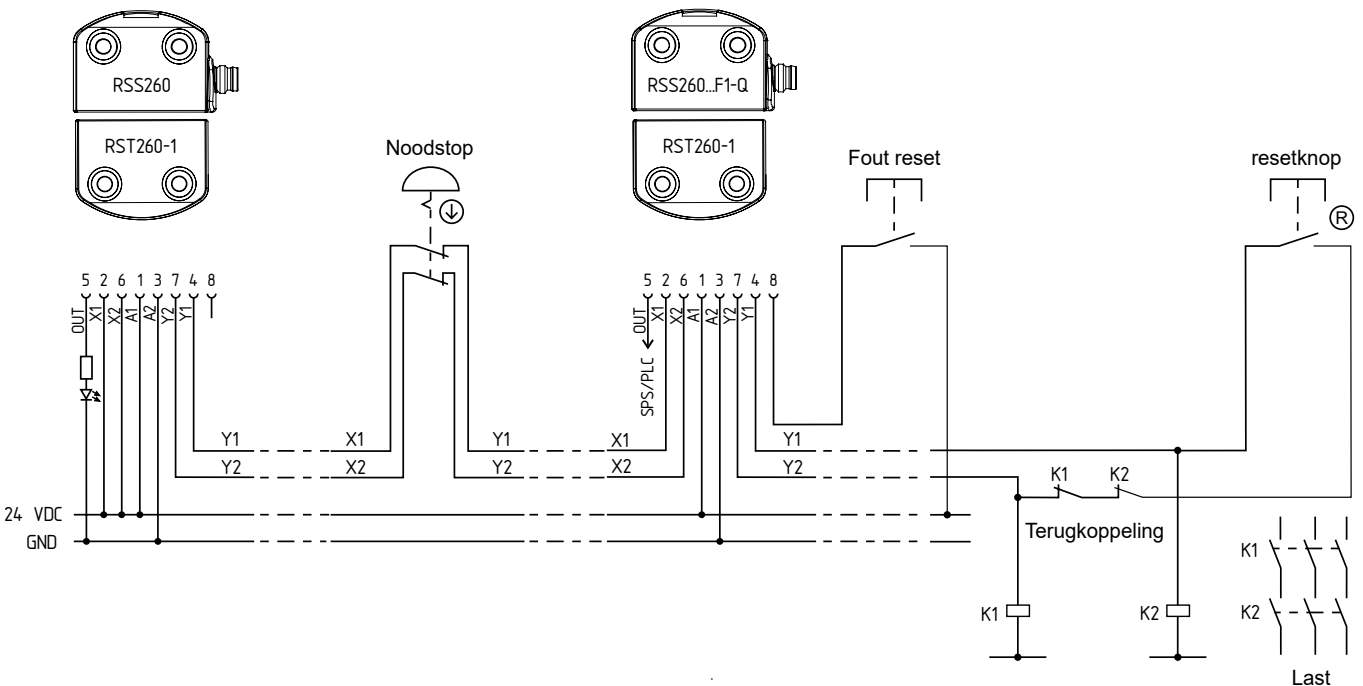 RSS260
RST260-1
Noodstop
RSS260...F1-Q
RST260-1
Fout reset
resetknop
R
5 2 6 1 3 7 4 8
OUT X1 X2 A1 A2 Y2 Y1
5 2 6 1 3 7 4 8
OUT X1 X2 A1 A2 Y2 Y1
SPS/PLC
Y1 X1 Y1 X1 Y1
Y2 X2 Y2 X2 Y2
K1 K2
24 VDC
GND
Terugkoppeling
K1
K1 K2 K2
Last